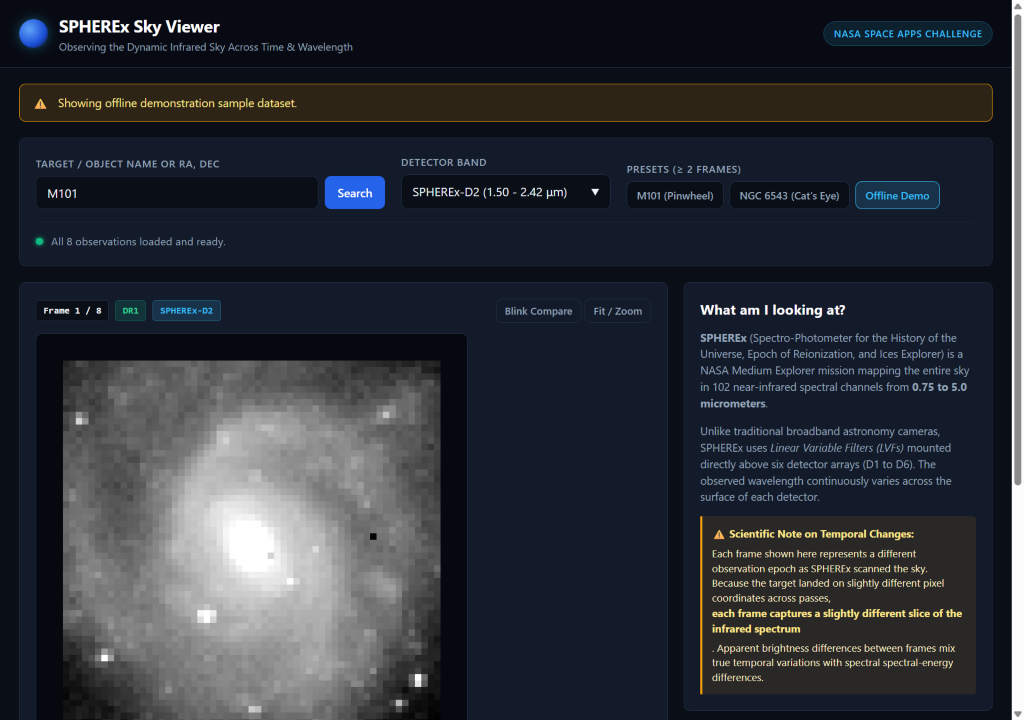 SPHEREx Sky Viewer
Observing the Dynamic Infrared Sky Across Time & Wavelength
NASA SPACE APPS CHALLENGE
Showing offline demonstration sample dataset.
TARGET / OBJECT NAME OR RA, DEC
M101
Search
DETECTOR BAND
SPHEREx-D2 (1.50 - 2.42 µm)
PRESETS (≥ 2 FRAMES)
M101 (Pinwheel)
NGC 6543 (Cat's Eye)
Offline Demo
All 8 observations loaded and ready.
Frame 1 / 8
DR1
SPHEREx-D2
Blink Compare
Fit / Zoom
What am I looking at?
SPHEREx (Spectro-Photometer for the History of the
Universe, Epoch of Reionization, and Ices Explorer) is a
NASA Medium Explorer mission mapping the entire sky
in 102 near-infrared spectral channels from 0.75 to 5.0
micrometers.
Unlike traditional broadband astronomy cameras,
SPHEREx uses Linear Variable Filters (LVFs) mounted
directly above six detector arrays (D1 to D6). The
observed wavelength continuously varies across the
surface of each detector.
Scientific Note on Temporal Changes:
Each frame shown here represents a different
observation epoch as SPHEREx scanned the sky.
Because the target landed on slightly different pixel
coordinates across passes,
each frame captures a slightly different slice of the
infrared spectrum
. Apparent brightness differences between frames mix
true temporal variations with spectral spectral-energy
differences.